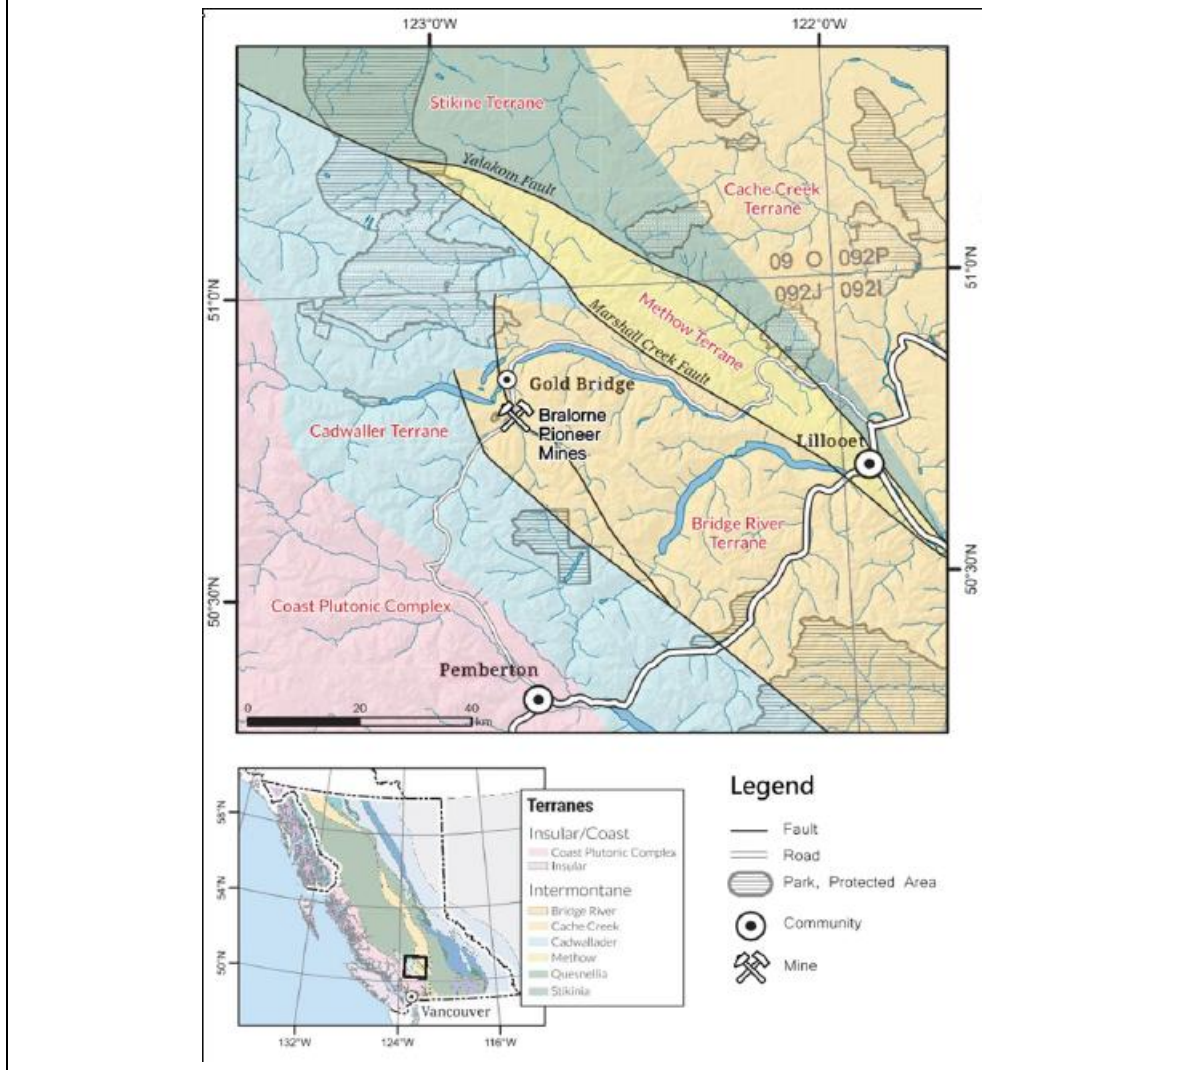 123°0'W
122°0'W
Stikine Terrane
Yalakom Fault
Cache Creek
Terrane
09 O 092P
092J 092I
51°0'N
51°0'N
Methow Terrane
Marshall Creek Fault
Gold Bridge
Bralorne
Pioneer
Mines
Cadwaller Terrane
Lillooet
Bridge River
Terrane
50°30'N
50°30'N
Coast Plutonic Complex
Pemberton
0 20 40
km
58°N
54°N
50°N
Vancouver
132°W
124°W
116°W
Terranes
Insular/Coast
Coast Plutonic Complex
Insular
Intermontane
Bridge River
Cache Creek
Cadwallader
Methow
Quesnellia
Stikinia
Legend
Fault
Road
Park, Protected Area
Community
Mine